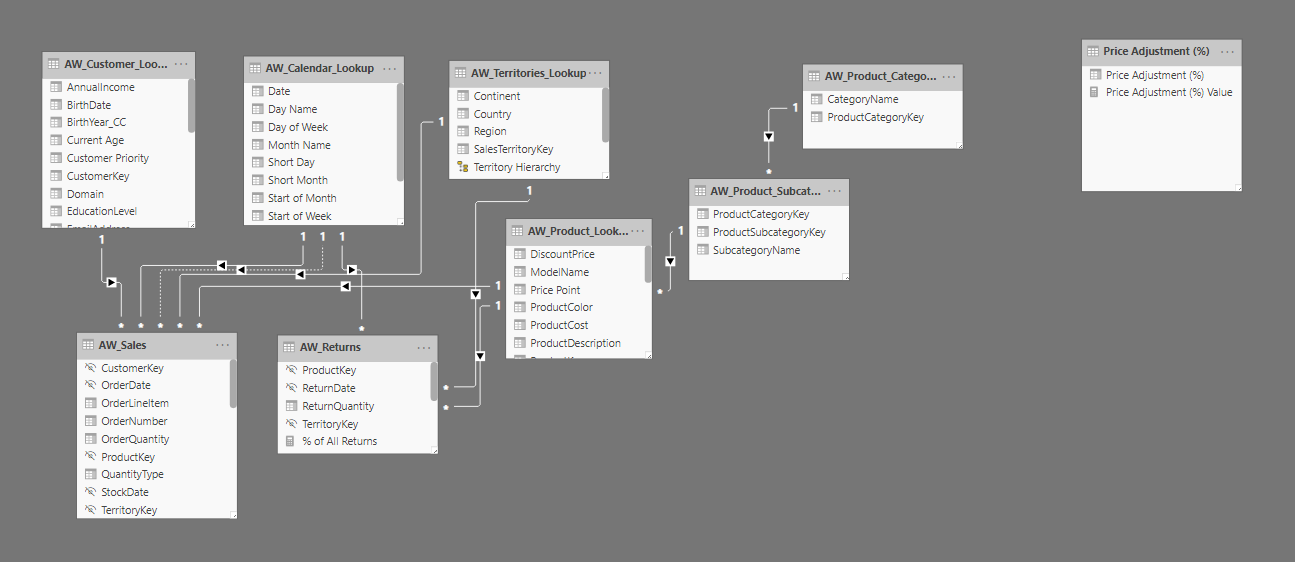 AW_Customer_Loo...
AnnualIncome
BirthDate
BirthYear_CC
Current Age
Customer Priority
CustomerKey
Domain
EducationLevel
EmailAddress
1
AW_Calendar_Lookup
Date
Day Name
Day of Week
Month Name
Short Day
Short Month
Start of Month
Start of Week
1
1
1
AW_Territories_Lookup
Continent
Country
Region
SalesTerritoryKey
Territory Hierarchy
1
1
AW_Product_Catego...
CategoryName
ProductCategoryKey
1
*
Price Adjustment (%)
Price Adjustment (%)
Price Adjustment (%) Value
AW_Product_Subcat...
ProductCategoryKey
ProductSubcategoryKey
SubcategoryName
1
*
AW_Product_Look...
DiscountPrice
ModelName
Price Point
ProductColor
ProductCost
ProductDescription
1
1
* * * * *
AW_Sales
CustomerKey
OrderDate
OrderLineItem
OrderNumber
OrderQuantity
ProductKey
QuantityType
StockDate
TerritoryKey
*
AW_Returns
ProductKey
ReturnDate
ReturnQuantity
TerritoryKey
% of All Returns
*
*